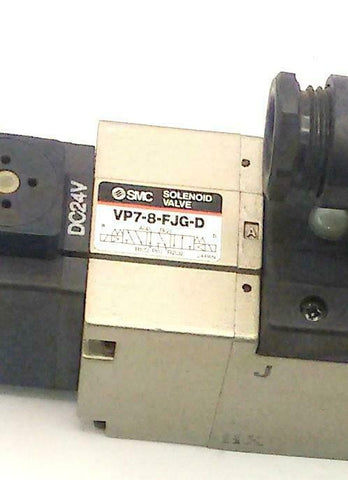 DC24V
SMC SOLENOID VALVE
VP7-8-FJG-D
JAPAN
A
J